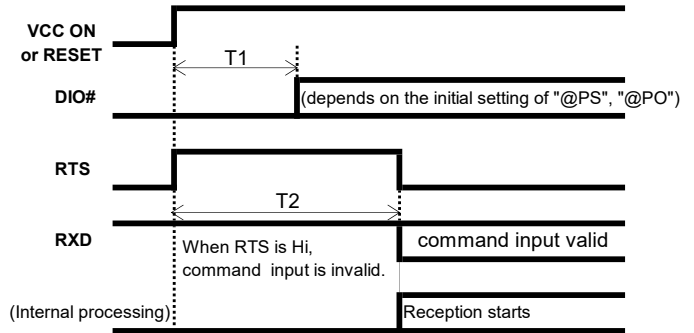 VCC ON
or RESET
T1
DIO#
(depends on the initial setting of "@PS", "@PO")
RTS
T2
RXD
When RTS is Hi,
command input is invalid.
command input valid
(Internal processing)
Reception starts